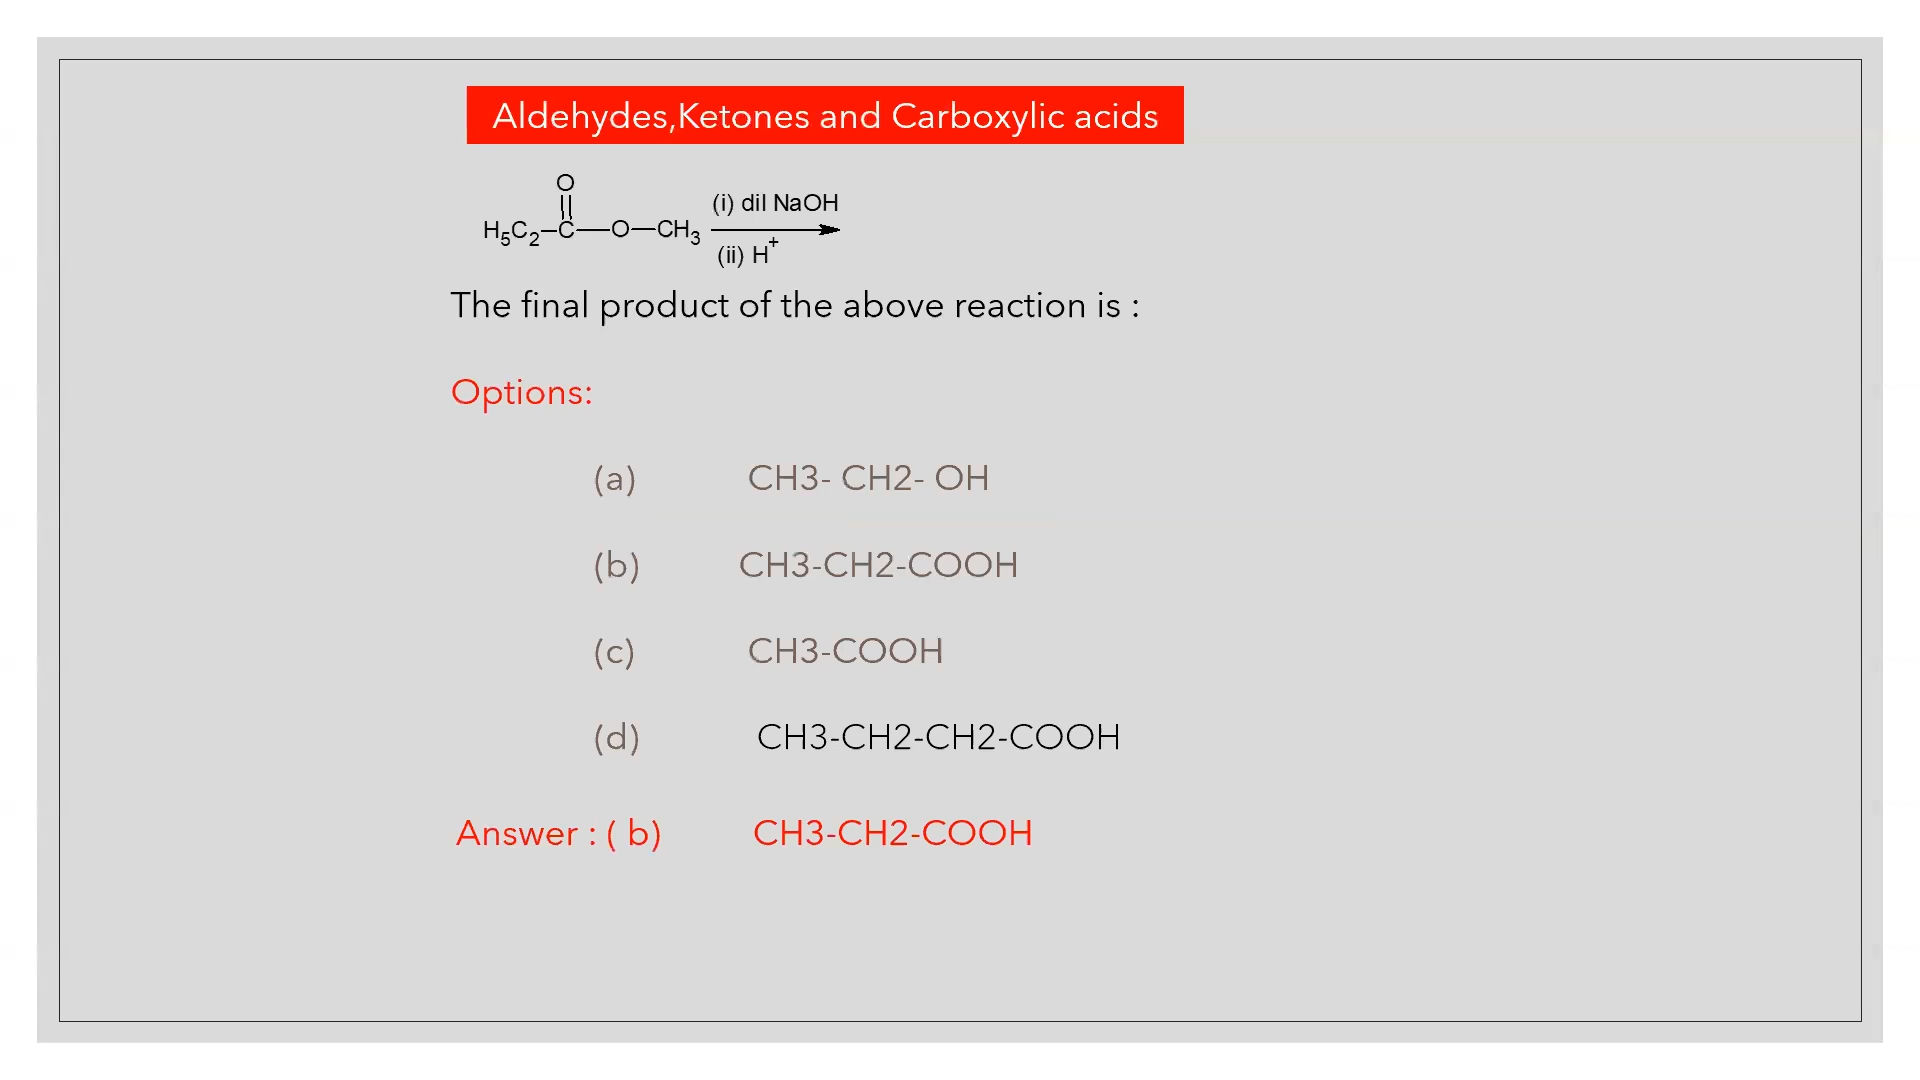 Aldehydes,Ketones and Carboxylic acids
O
H5C2–C—O—CH3
(i) dil NaOH
(ii) H+
The final product of the above reaction is :
Options:
(a) CH3- CH2- OH
(b) CH3-CH2-COOH
(c) CH3-COOH
(d) CH3-CH2-CH2-COOH
Answer : ( b) CH3-CH2-COOH